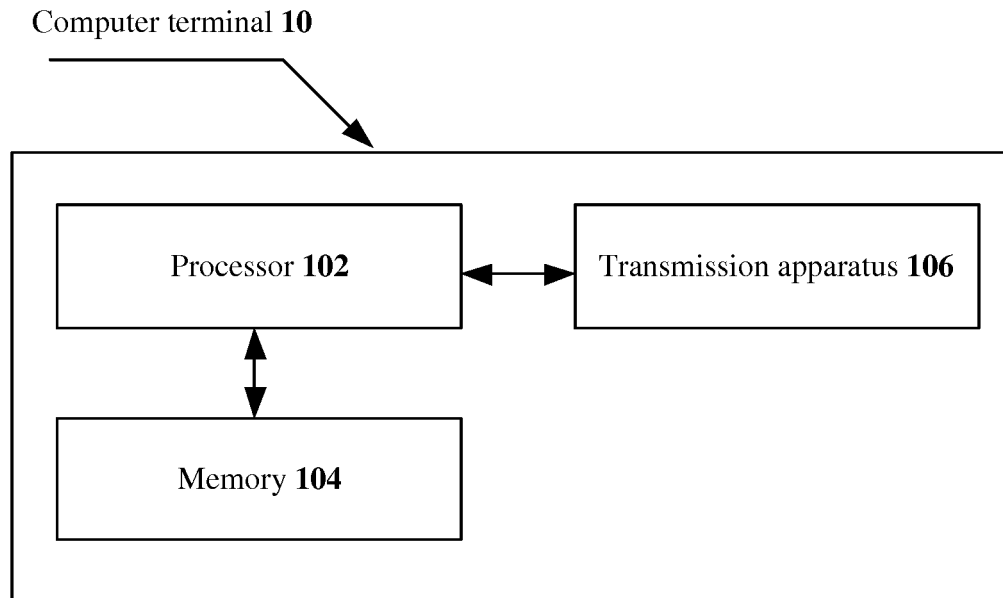 Computer terminal 10
Processor 102
Transmission apparatus 106
Memory 104